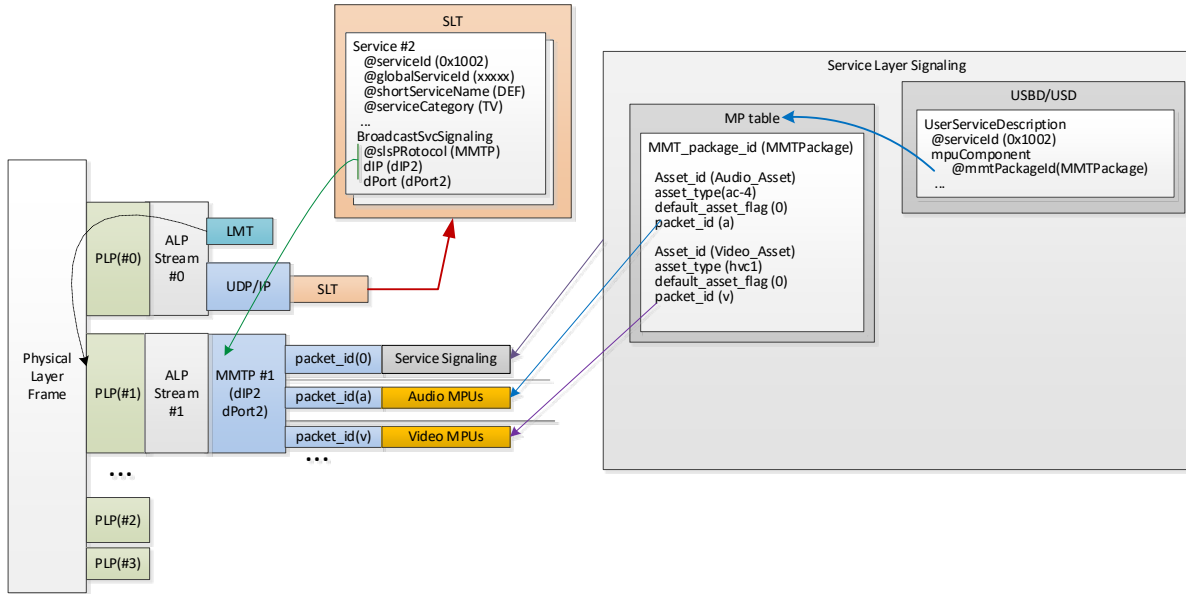 SLT
Service #2
@serviceId (0x1002)
@globalServiceId (xxxxx)
@shortServiceName (DEF)
@serviceCategory (TV)
...
BroadcastSvcSignaling
@slsPRotocol (MMTP)
dIP (dIP2)
dPort (dPort2)
Service Layer Signaling
MP table
MMT_package_id (MMTPackage)
Asset_id (Audio_Asset)
asset_type(ac-4)
default_asset_flag (0)
packet_id (a)
Asset_id (Video_Asset)
asset_type (hvc1)
default_asset_flag (0)
packet_id (v)
USBD/USD
UserServiceDescription
@serviceId (0x1002)
mpuComponent
@mmtPackageId(MMTPackage)
...
Physical
Layer
Frame
PLP(#0)
ALP
Stream
#0
LMT
UDP/IP
SLT
PLP(#1)
ALP
Stream
#1
MMTP #1
(dIP2
dPort2)
packet_id(0)
Service Signaling
packet_id(a)
Audio MPUs
packet_id(v)
Video MPUs
...
...
PLP(#2)
PLP(#3)